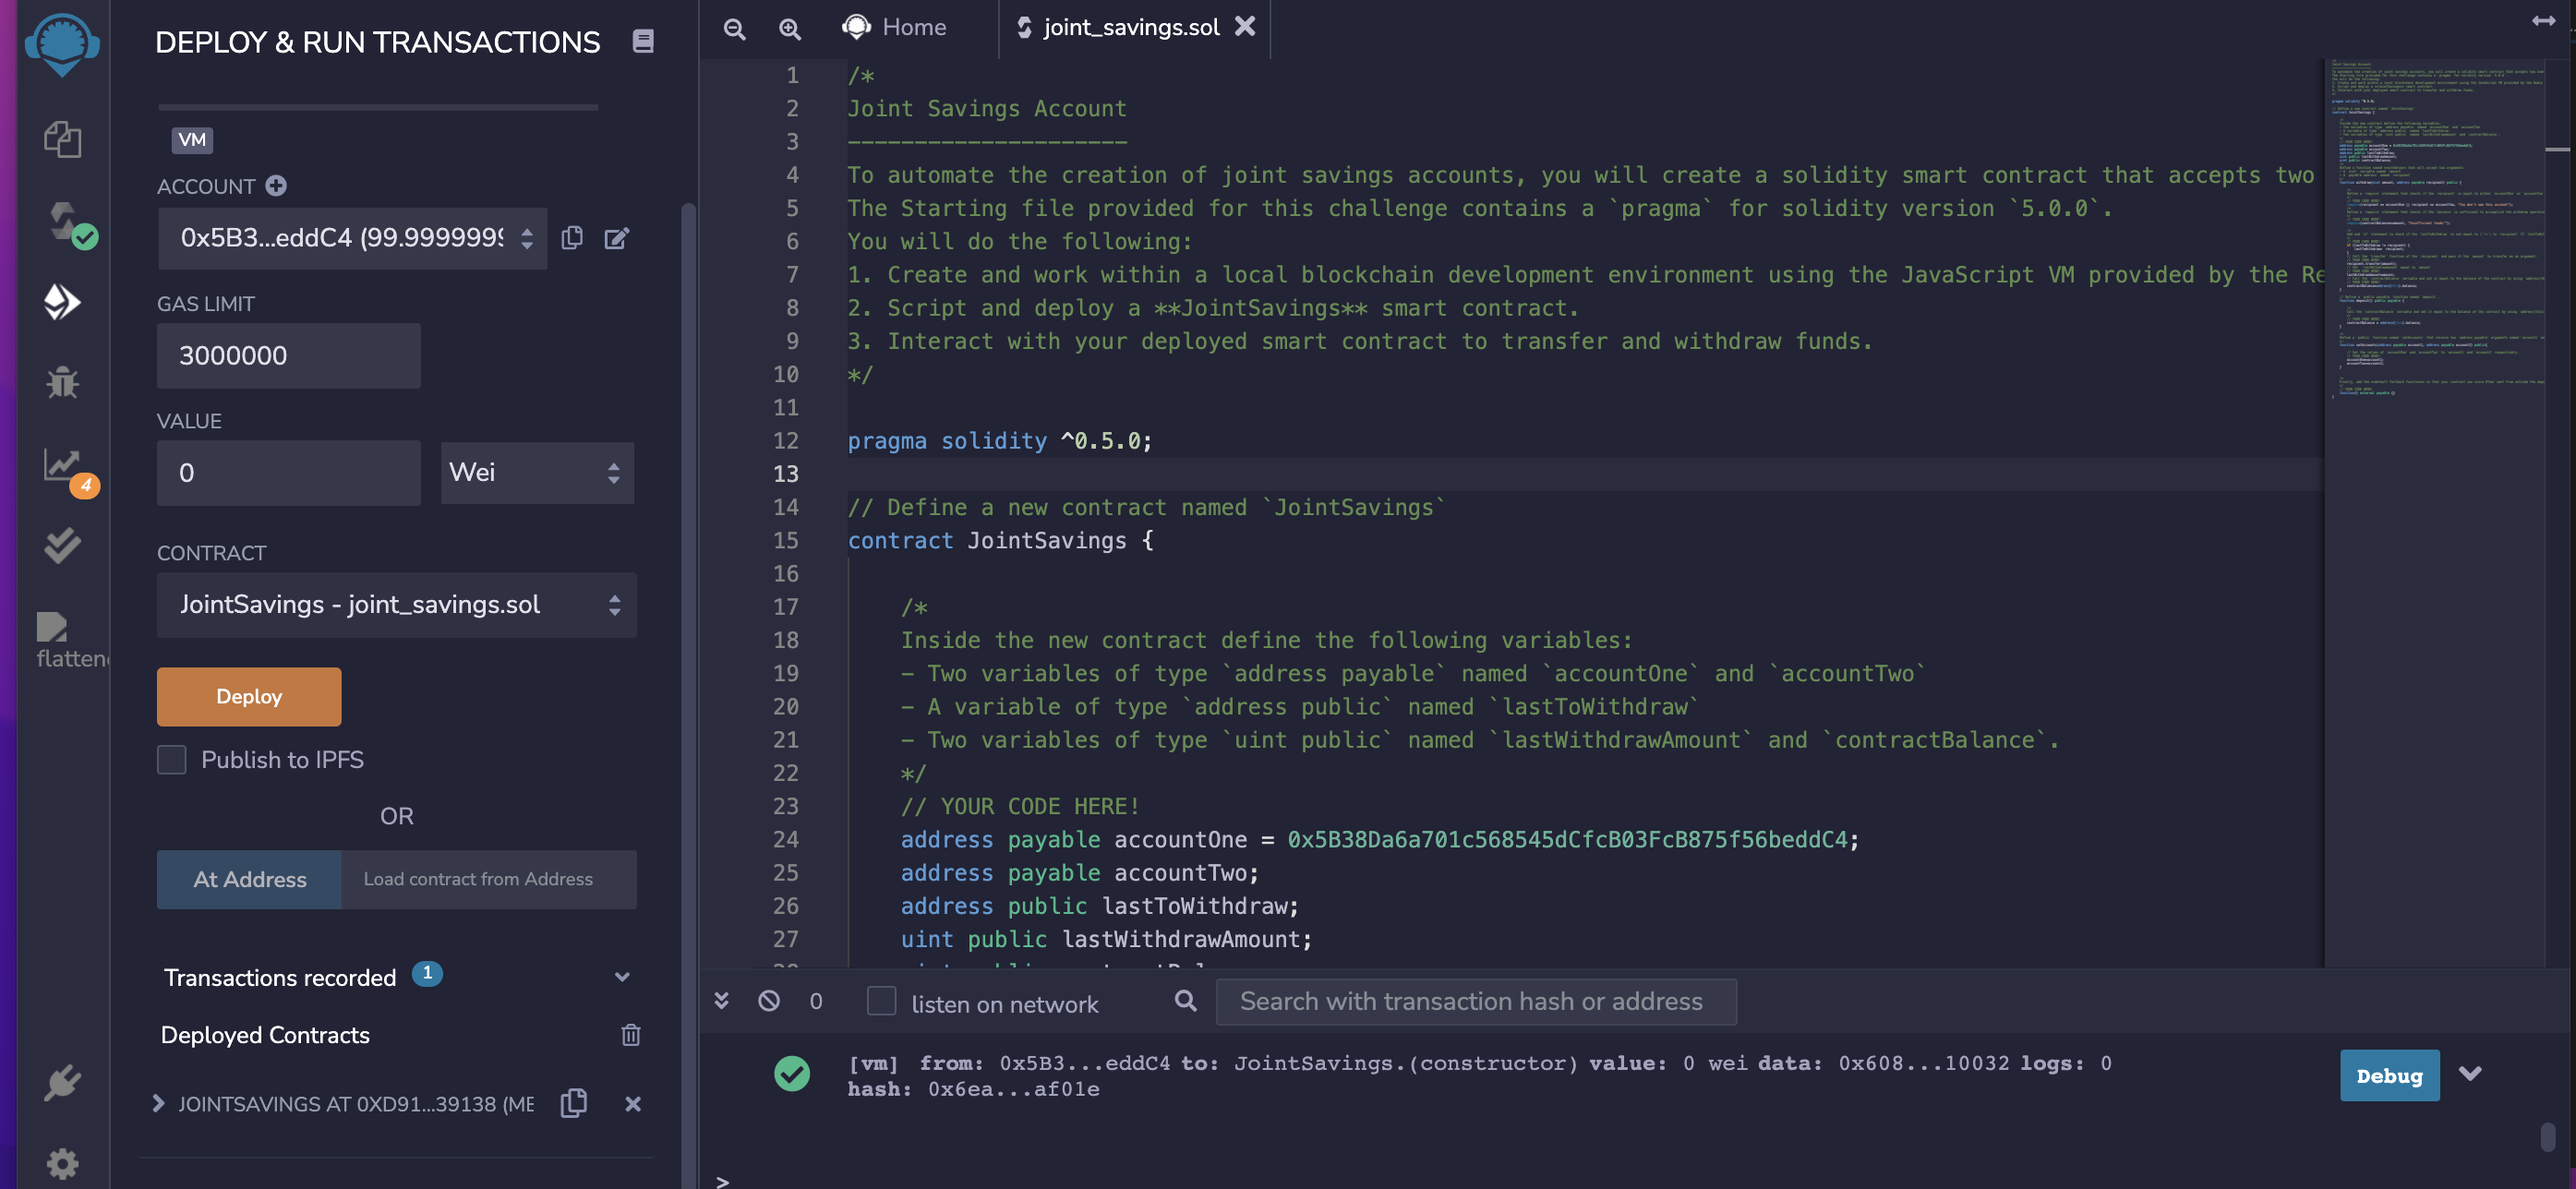 DEPLOY & RUN TRANSACTIONS
VM
ACCOUNT
0x5B3...eddC4 (99.9999999
GAS LIMIT
3000000
VALUE
0
Wei
CONTRACT
JointSavings - joint_savings.sol
Deploy
Publish to IPFS
OR
At Address
Load contract from Address
Transactions recorded 1
Deployed Contracts
JOINTSAVINGS AT 0XD91...39138 (ME
4
flattene
Home
joint_savings.sol
1 /*
2 Joint Savings Account
3 ---------------------
4 To automate the creation of joint savings accounts, you will create a solidity smart contract that accepts two
5 The Starting file provided for this challenge contains a `pragma` for solidity version `5.0.0`.
6 You will do the following:
7 1. Create and work within a local blockchain development environment using the JavaScript VM provided by the Re
8 2. Script and deploy a **JointSavings** smart contract.
9 3. Interact with your deployed smart contract to transfer and withdraw funds.
10 */
11
12 pragma solidity ^0.5.0;
13
14 // Define a new contract named `JointSavings`
15 contract JointSavings {
16
17 /*
18 Inside the new contract define the following variables:
19 - Two variables of type `address payable` named `accountOne` and `accountTwo`
20 - A variable of type `address public` named `lastToWithdraw`
21 - Two variables of type `uint public` named `lastWithdrawAmount` and `contractBalance`.
22 */
23 // YOUR CODE HERE!
24 address payable accountOne = 0x5B38Da6a701c568545dCfcB03FcB875f56beddC4;
25 address payable accountTwo;
26 address public lastToWithdraw;
27 uint public lastWithdrawAmount;
0
listen on network
Search with transaction hash or address
[vm] from: 0x5B3...eddC4 to: JointSavings.(constructor) value: 0 wei data: 0x608...10032 logs: 0
hash: 0x6ea...af01e
Debug
>